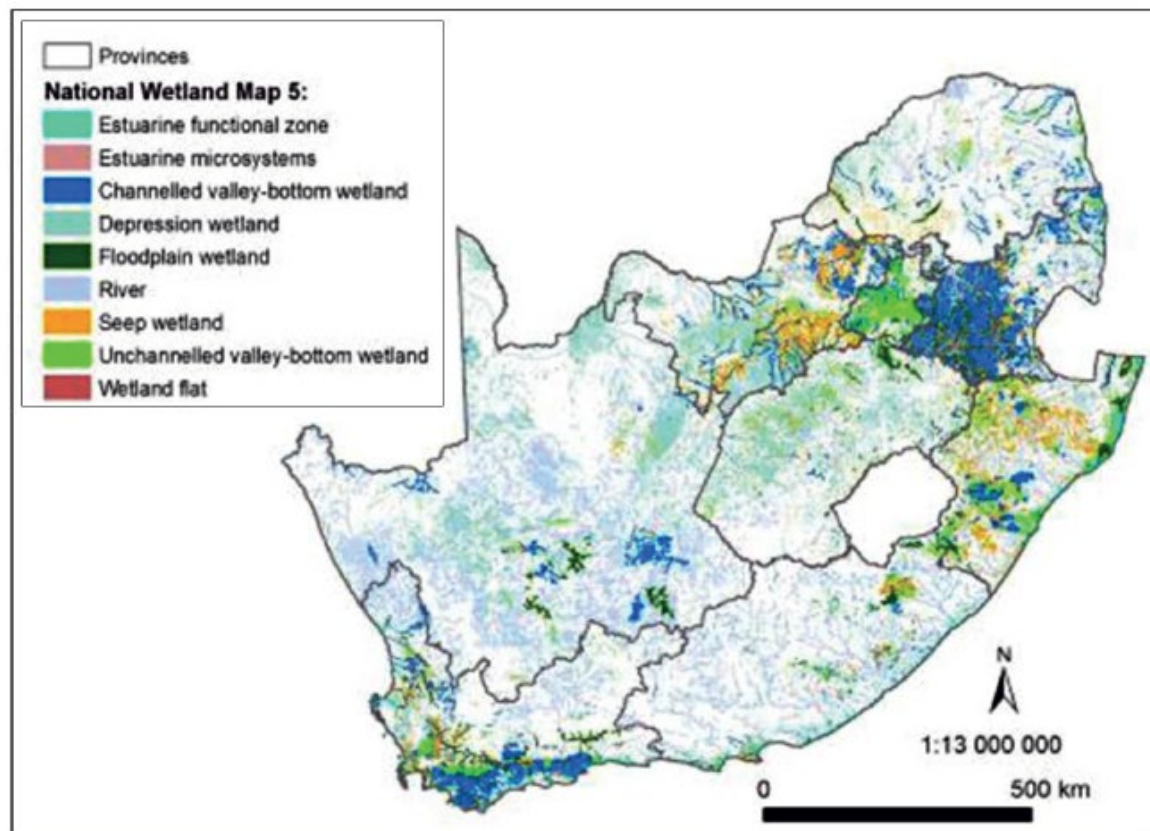 Provinces
National Wetland Map 5:
Estuarine functional zone
Estuarine microsystems
Channelled valley-bottom wetland
Depression wetland
Floodplain wetland
River
Seep wetland
Unchannelled valley-bottom wetland
Wetland flat
N
1:13 000 000
0 500 km